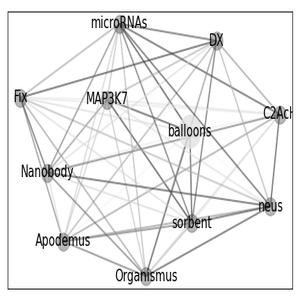 microRNAs
DX
Fix
MAP3K7
C2Ach
balloons
Nanobody
neus
sorbent
Apodemus
Organismus